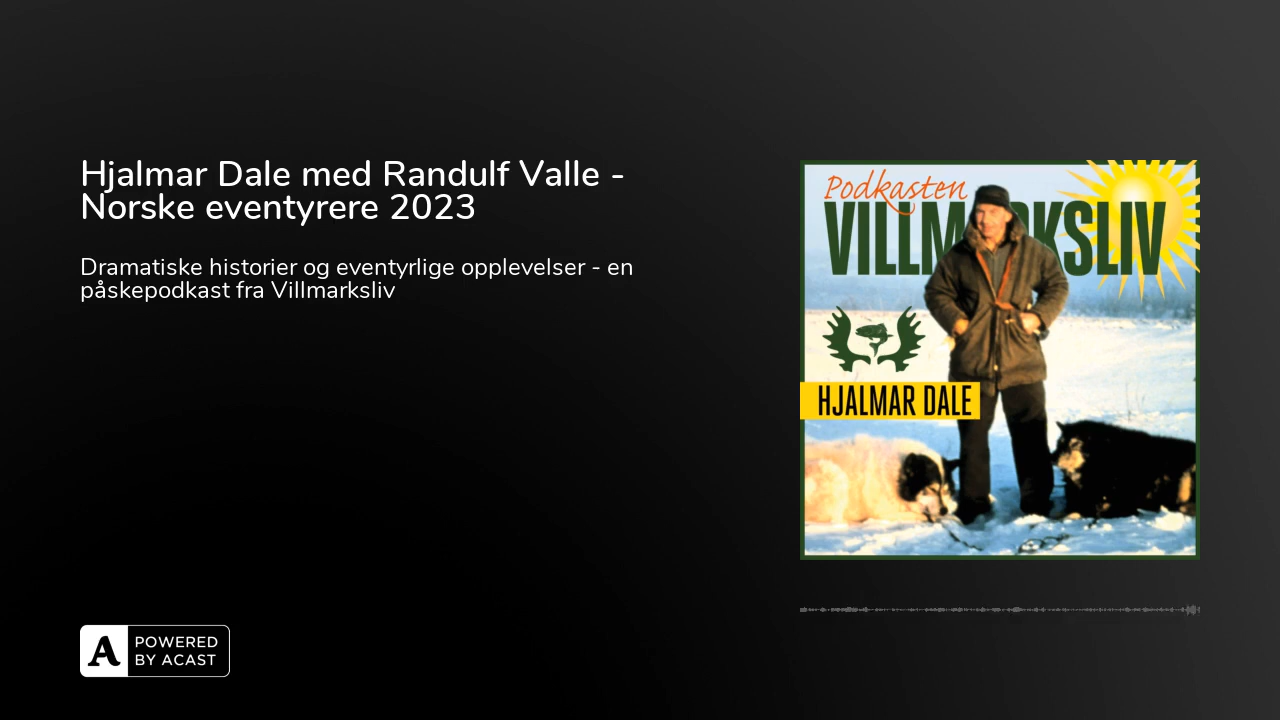 Hjalmar Dale med Randulf Valle -
Norske eventyrere 2023
Dramatiske historier og eventyrlige opplevelser - en
påskepodkast fra Villmarksliv
Podkasten
VILLMARKSLIV
HJALMAR DALE
A
POWERED
BY ACAST